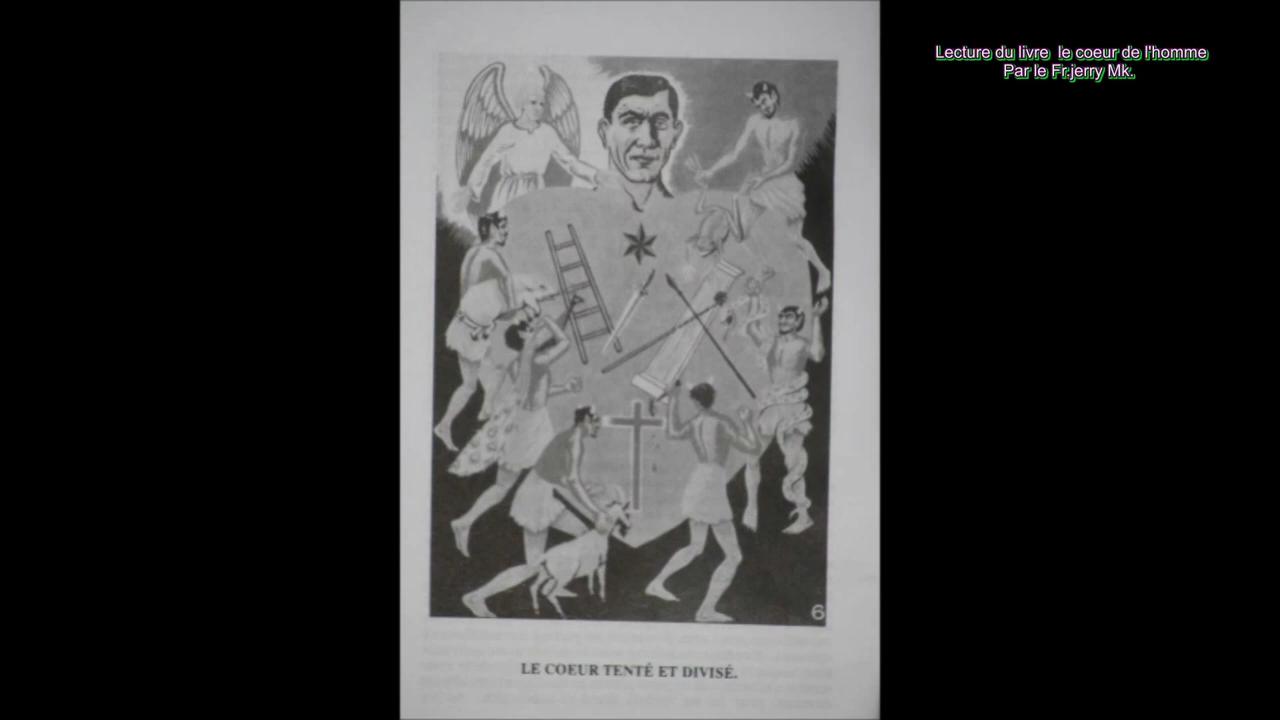 Lecture du livre le coeur de l'homme
Par le Fr.jerry Mk.
6
LE COEUR TENTÉ ET DIVISÉ.